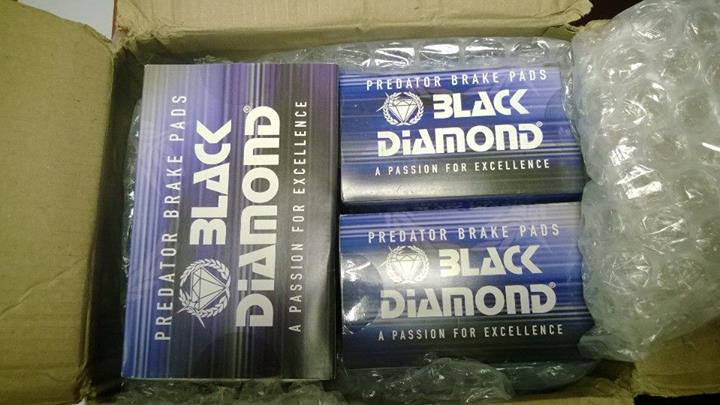 PREDATOR BRAKE PADS
BLACK
DIAMOND®
A PASSION FOR EXCELLENCE
PREDATOR BRAKE PADS
BLACK
DIAMOND®
A PASSION FOR EXCELLENCE
PREDATOR BRAKE PADS
BLACK
DIAMOND®
A PASSION FOR EXCELLENCE